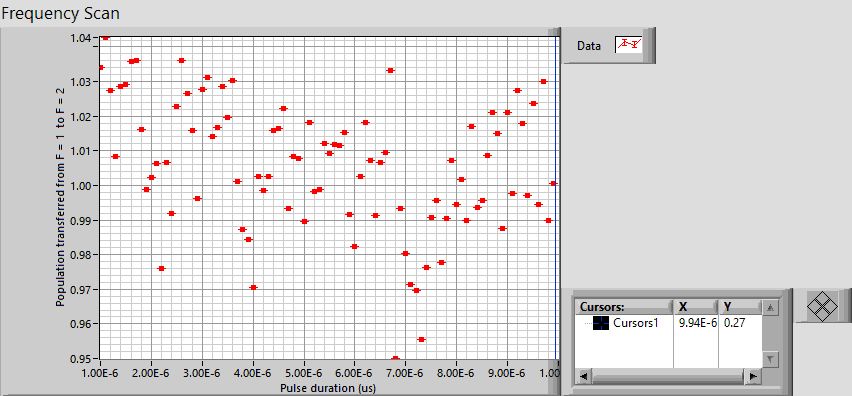 Frequency Scan
Data
Population transferred from F = 1 to F = 2
1.04
1.03
1.02
1.01
1.00
0.99
0.98
0.97
0.96
0.95
1.00E-6 2.00E-6 3.00E-6 4.00E-6 5.00E-6 6.00E-6 7.00E-6 8.00E-6 9.00E-6 10.00
Pulse duration (us)
Cursors: X Y
Cursors1 9.94E-6 0.27